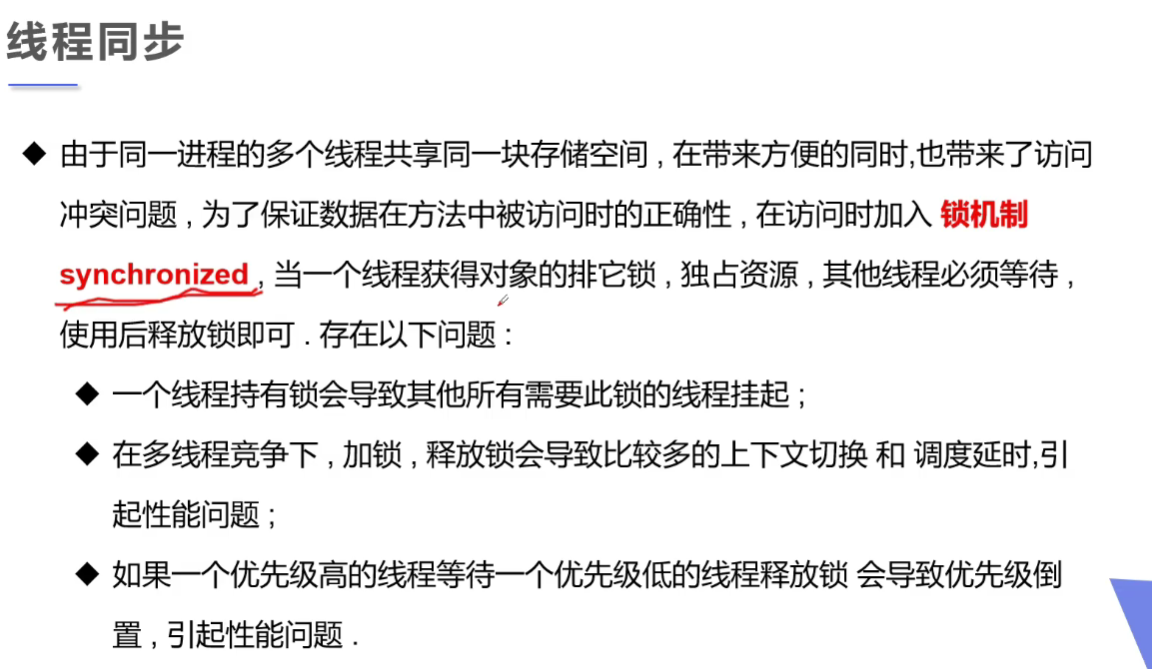 线程同步
◆ 由于同一进程的多个线程共享同一块存储空间 , 在带来方便的同时,也带来了访问
冲突问题 , 为了保证数据在方法中被访问时的正确性 , 在访问时加入 锁机制
synchronized , 当一个线程获得对象的排它锁 , 独占资源 , 其他线程必须等待 ,
使用后释放锁即可 . 存在以下问题 :
◆ 一个线程持有锁会导致其他所有需要此锁的线程挂起 ;
◆ 在多线程竞争下 , 加锁 , 释放锁会导致比较多的上下文切换 和 调度延时,引
起性能问题 ;
◆ 如果一个优先级高的线程等待一个优先级低的线程释放锁 会导致优先级倒
置 , 引起性能问题 .